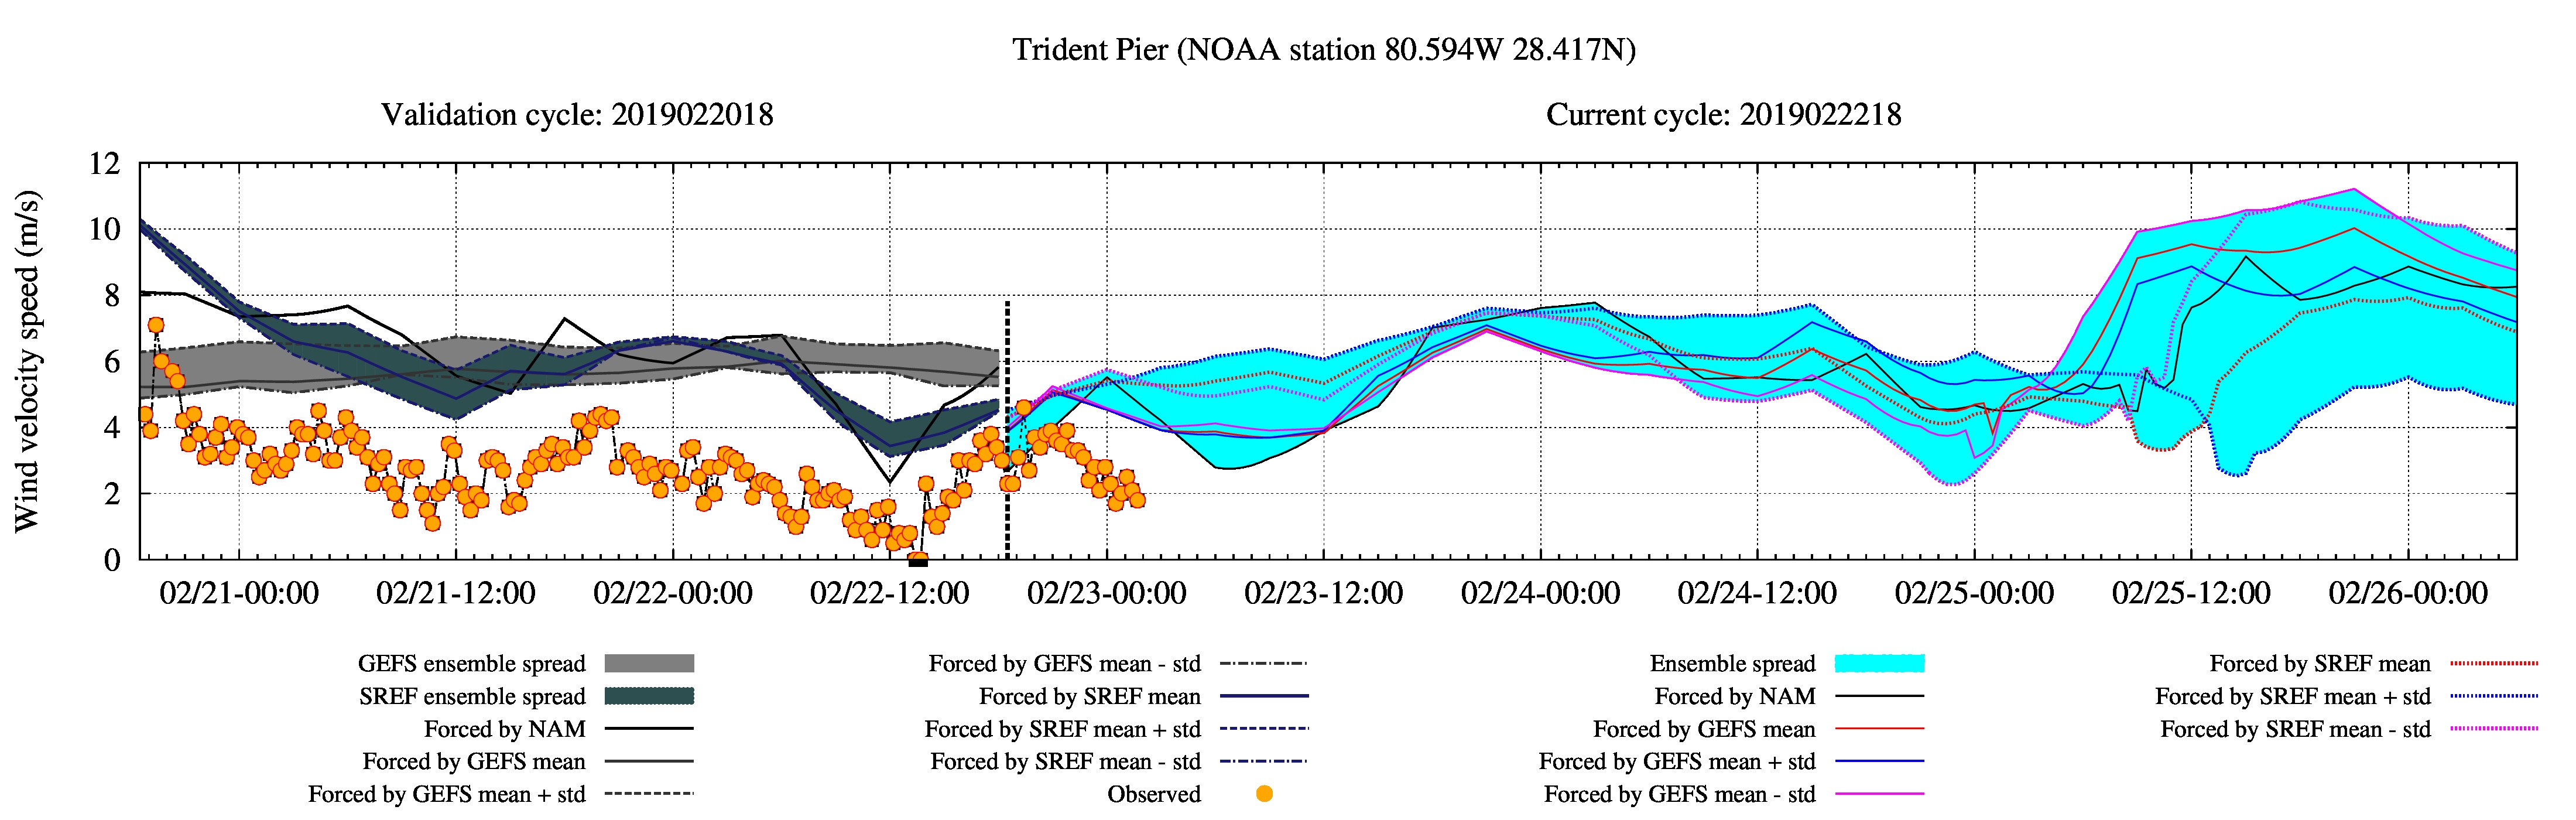 Trident Pier (NOAA station 80.594W 28.417N)
Validation cycle: 2019022018
Current cycle: 2019022218
Wind velocity speed (m/s)
12
10
8
6
4
2
0
02/21-00:00 02/21-12:00 02/22-00:00 02/22-12:00 02/23-00:00 02/23-12:00 02/24-00:00 02/24-12:00 02/25-00:00 02/25-12:00 02/26-00:00
GEFS ensemble spread
SREF ensemble spread
Forced by NAM
Forced by GEFS mean
Forced by GEFS mean + std
Forced by GEFS mean - std
Forced by SREF mean
Forced by SREF mean + std
Forced by SREF mean - std
Observed
Ensemble spread
Forced by NAM
Forced by GEFS mean
Forced by GEFS mean + std
Forced by GEFS mean - std
Forced by SREF mean
Forced by SREF mean + std
Forced by SREF mean - std